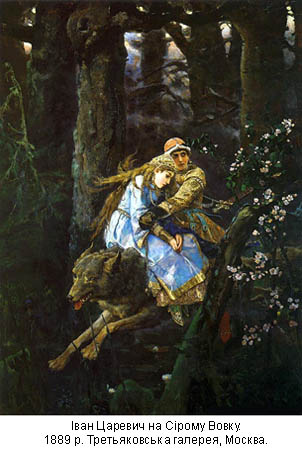 Іван Царевич на Сірому Вовку.
1889 р. Третьяковська галерея, Москва.